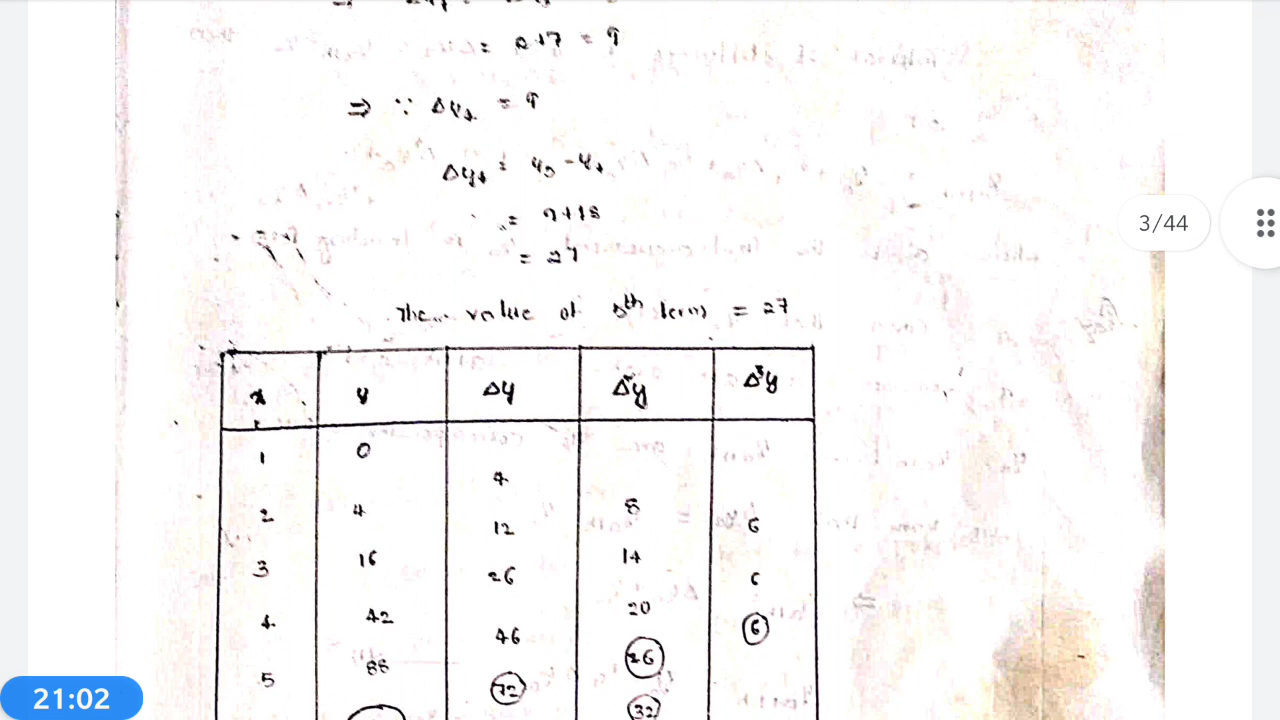 = 2+7 = 9
⇒ ∵ Δy₄ = 9
Δy₄ = y₅ - y₄
= 9+18
= 27
The value of 5th term = 27
x y Δy Δ²y Δ³y
1 0
4
2 4 8
12 6
3 16 14
26 6
4 42 20
46 6
5 88 26
72
32
3/44
21:02